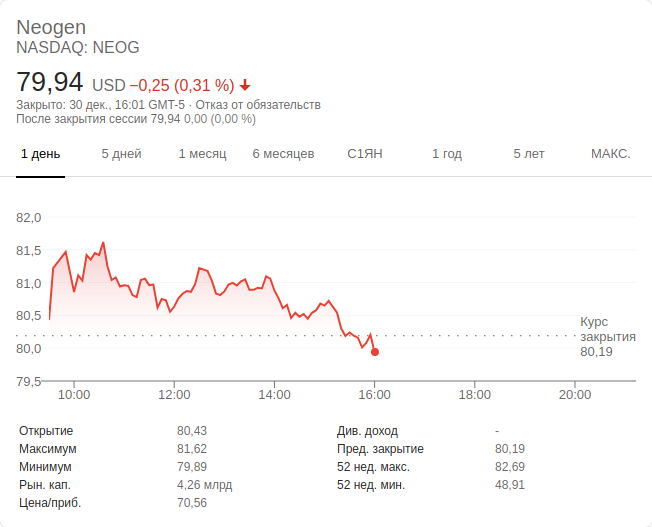 Neogen
NASDAQ: NEOG
79,94 USD −0,25 (0,31 %)
Закрыто: 30 дек., 16:01 GMT-5 · Отказ от обязательств
После закрытия сессии 79,94 0,00 (0,00 %)
1 день 5 дней 1 месяц 6 месяцев С1ЯН 1 год 5 лет МАКС.
82,0
81,5
81,0
80,5
Курс закрытия 80,19
80,0
79,5
10:00 12:00 14:00 16:00 18:00 20:00
Открытие 80,43 Див. доход -
Максимум 81,62 Пред. закрытие 80,19
Минимум 79,89 52 нед. макс. 82,69
Рын. кап. 4,26 млрд 52 нед. мин. 48,91
Цена/приб. 70,56